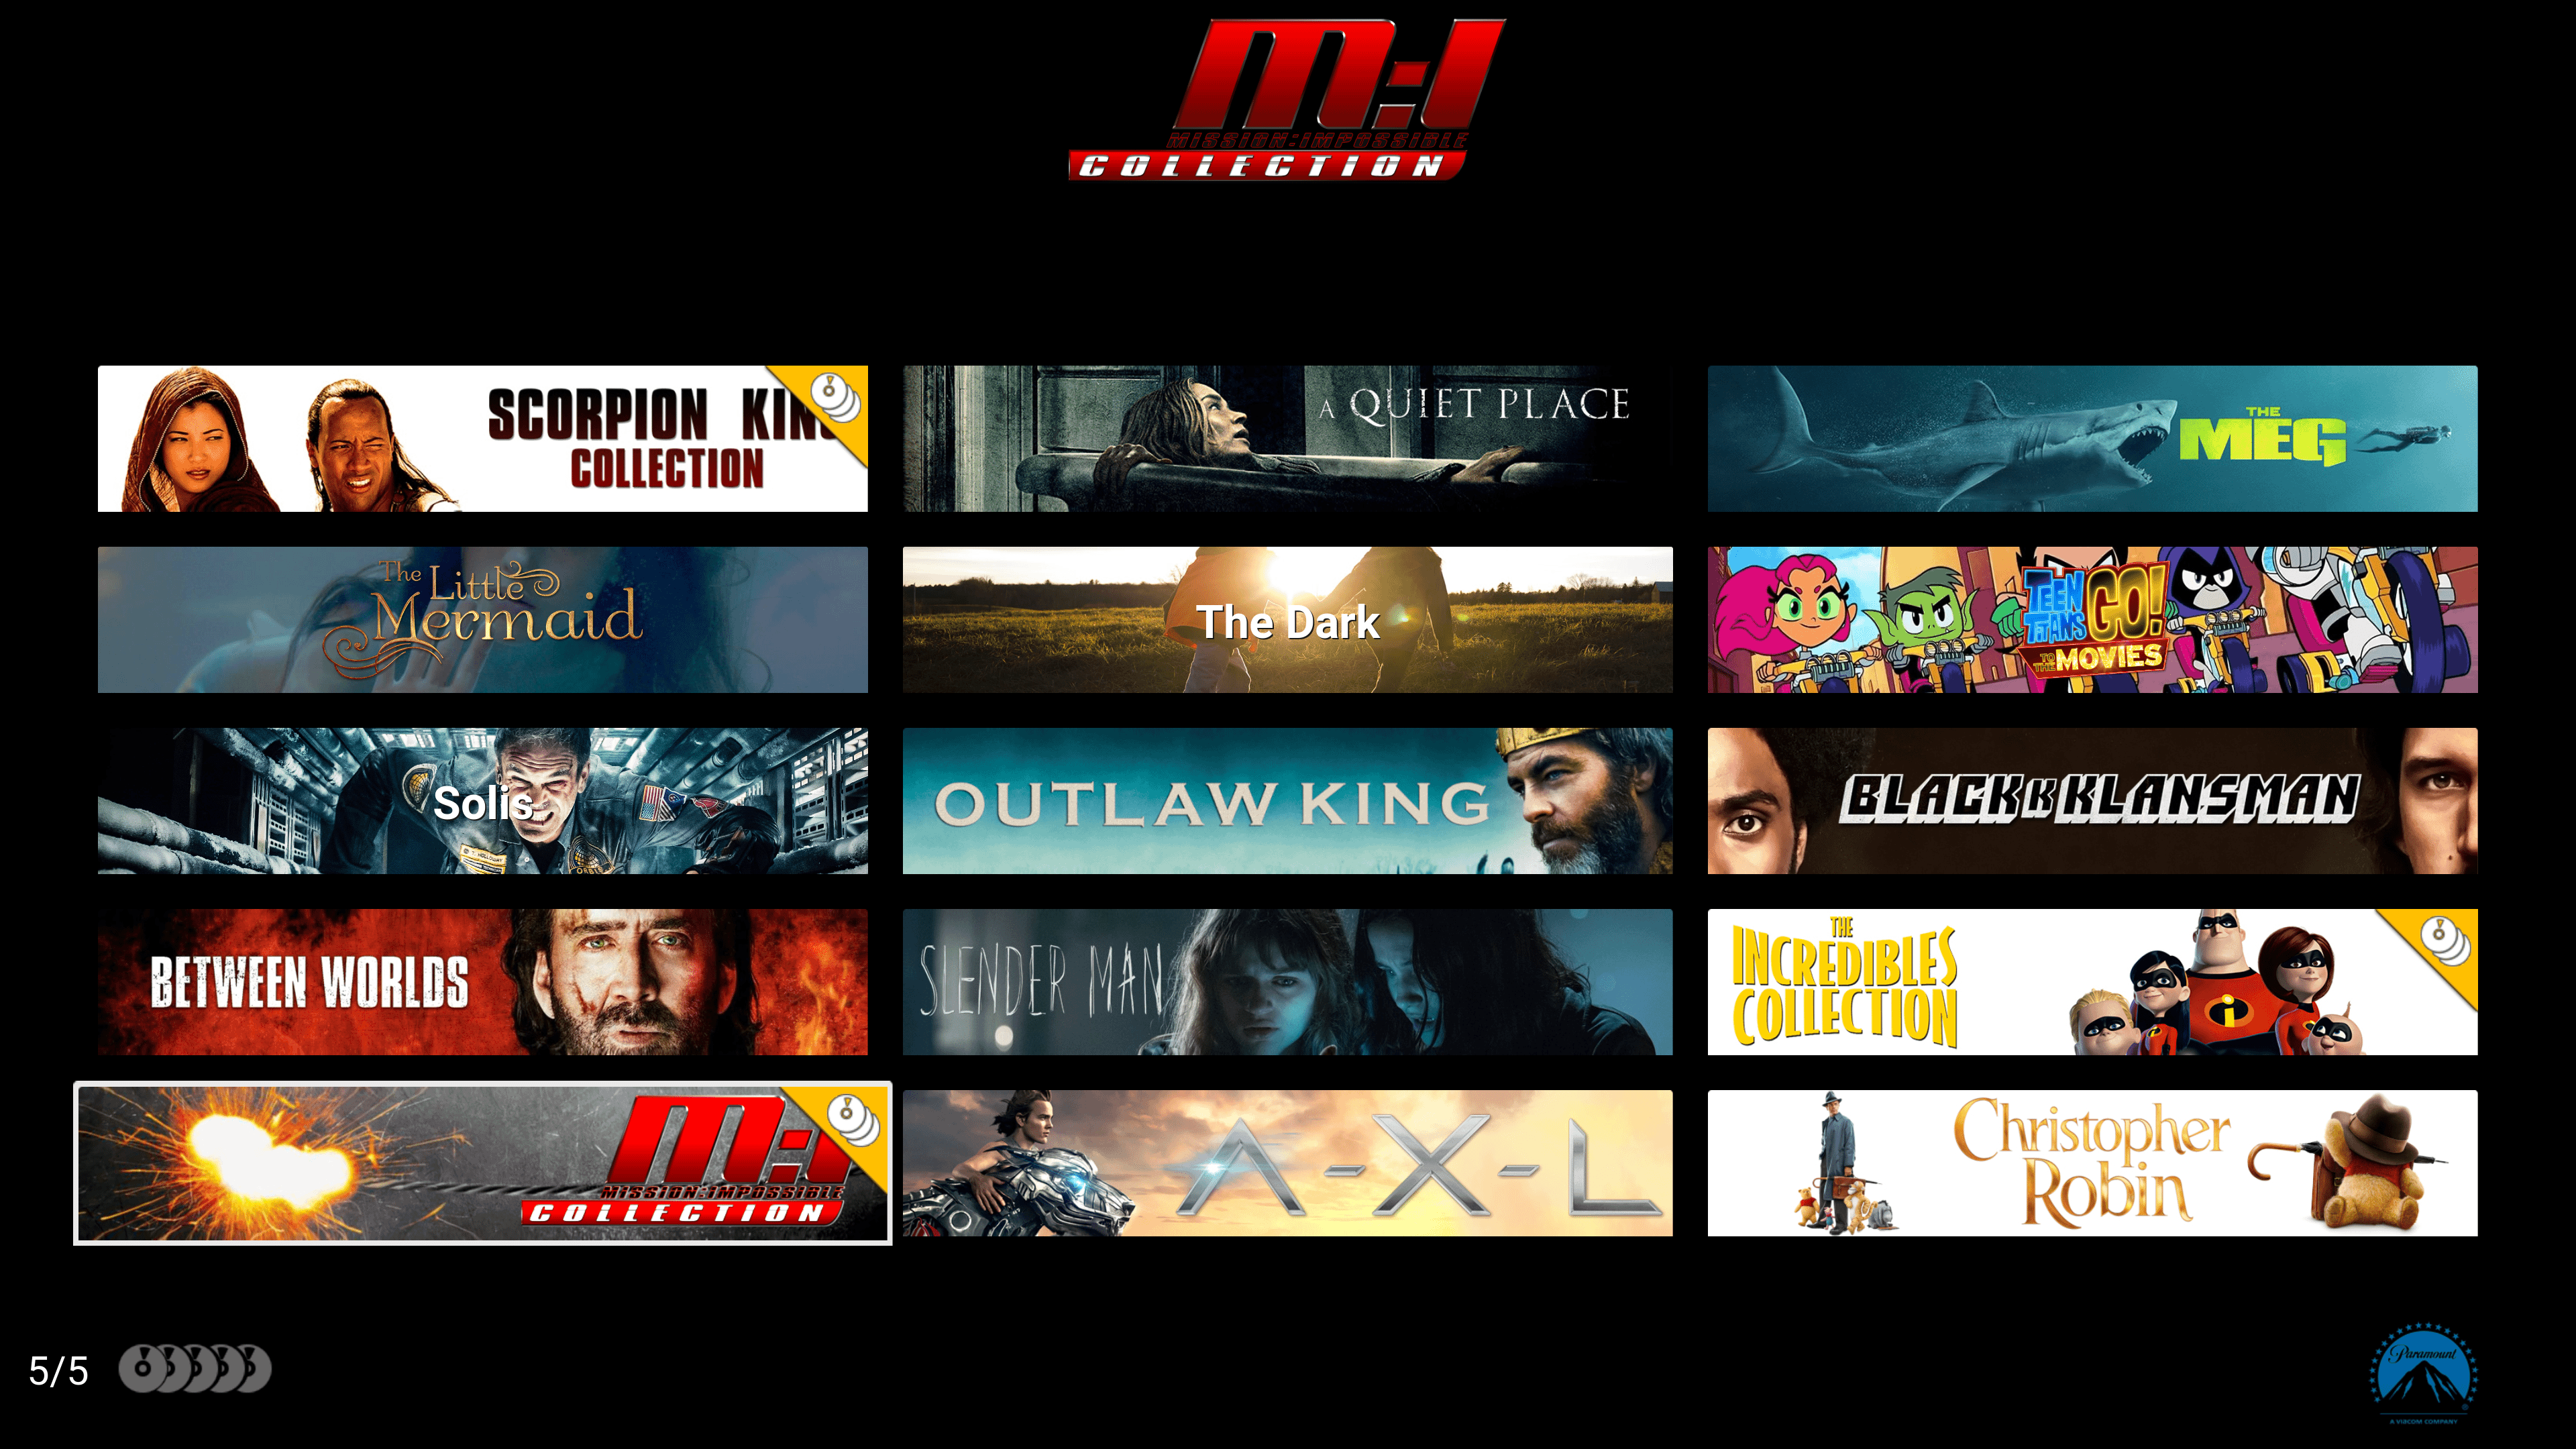 M:I
MISSION:IMPOSSIBLE
COLLECTION
SCORPION KING
COLLECTION
A QUIET PLACE
THE
MEG
The
Little
Mermaid
The Dark
TEEN
TITANS
GO!
TO THE
MOVIES
Solis
OUTLAW KING
BLACKkKLANSMAN
BETWEEN WORLDS
SLENDER MAN
THE
INCREDIBLES
COLLECTION
i
M:I
MISSION:IMPOSSIBLE
COLLECTION
A-X-L
Christopher
Robin
5/5
Paramount
A VIACOM COMPANY